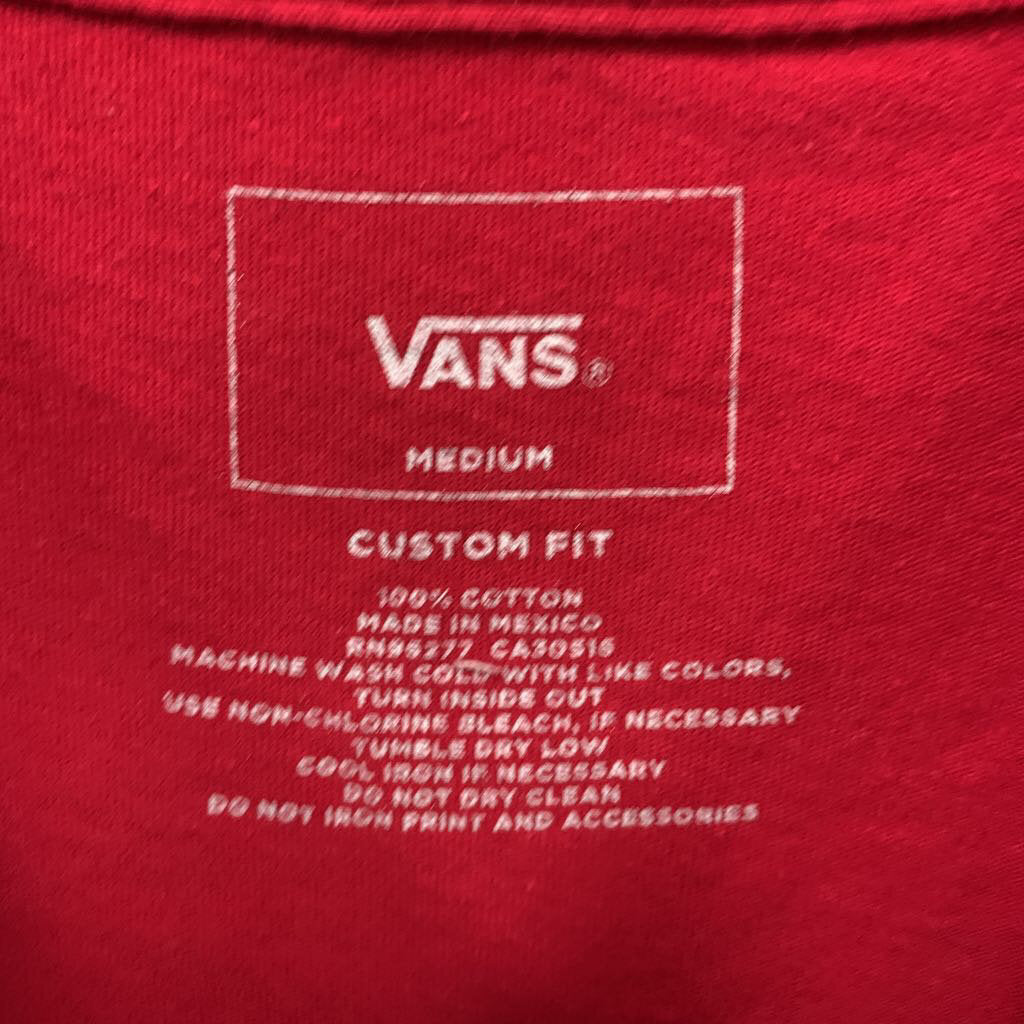 VANS®
MEDIUM
CUSTOM FIT
100% COTTON
MADE IN MEXICO
RN96277 CA30516
MACHINE WASH COLD WITH LIKE COLORS,
TURN INSIDE OUT
USE NON-CHLORINE BLEACH, IF NECESSARY
TUMBLE DRY LOW
COOL IRON IF NECESSARY
DO NOT DRY CLEAN
DO NOT IRON PRINT AND ACCESSORIES